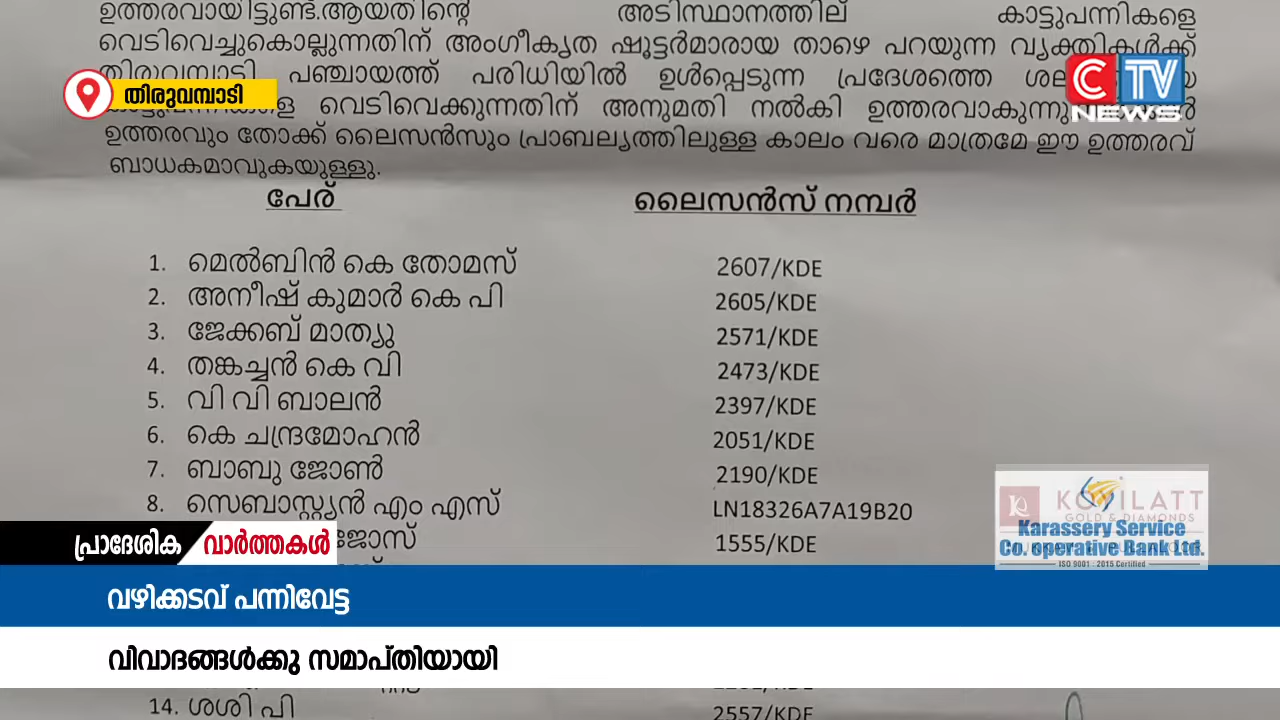 ഉത്തരവായിട്ടുണ്ട്.ആയതിന്റെ അടിസ്ഥാനത്തില് കാട്ടുപന്നികളെ
വെടിവെച്ചുകൊല്ലുന്നതിന് അംഗീകൃത ഷൂട്ടർമാരായ താഴെ പറയുന്ന വ്യക്തികൾക്ക്
തിരുവമ്പാടി പഞ്ചായത്ത് പരിധിയിൽ ഉൾപ്പെടുന്ന പ്രദേശത്തെ
വെടിവെക്കുന്നതിന് അനുമതി നൽകി ഉത്തരവാകുന്നു
ഉത്തരവും തോക്ക് ലൈസൻസും പ്രാബല്യത്തിലുള്ള കാലം വരെ മാത്രമേ ഈ ഉത്തരവ്
ബാധകമാവുകയുള്ളു.
തിരുവമ്പാടി
CTV
NEWS
പേര് ലൈസൻസ് നമ്പർ
1. മെൽബിൻ കെ തോമസ് 2607/KDE
2. അനീഷ് കുമാർ കെ പി 2605/KDE
3. ജേക്കബ് മാത്യു 2571/KDE
4. തങ്കച്ചൻ കെ വി 2473/KDE
5. വി വി ബാലൻ 2397/KDE
6. കെ ചന്ദ്രമോഹൻ 2051/KDE
7. ബാബു ജോൺ 2190/KDE
8. സെബാസ്റ്റ്യൻ എം എസ് LN18326A7A19B20
ജോസ് 1555/KDE
KOVILATT
GOLD & DIAMONDS
Karassery Service
Co. operative Bank Ltd.
ISO 9001 : 2015 Certified
പ്രാദേശിക വാർത്തകൾ
വഴിക്കടവ് പന്നിവേട്ട
വിവാദങ്ങൾക്കു സമാപ്തിയായി
14. ശശി പി 2557/KDE